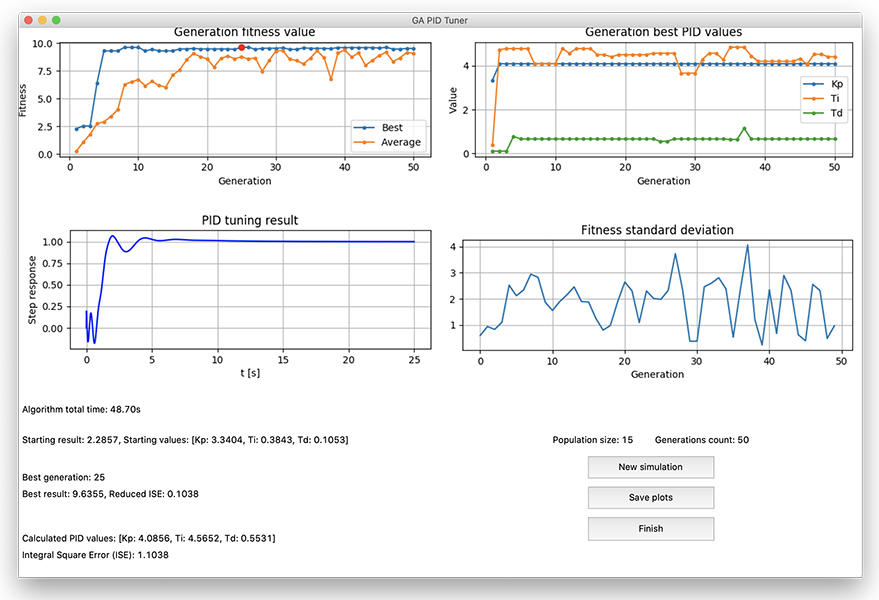 GA PID Tuner
Generation fitness value
10.0
7.5
5.0
2.5
0.0
Fitness
Best
Average
0 10 20 30 40 50
Generation
Generation best PID values
4
2
0
Value
Kp
Ti
Td
0 10 20 30 40 50
Generation
PID tuning result
1.00
0.75
0.50
0.25
0.00
Step response
0 5 10 15 20 25
t [s]
Fitness standard deviation
4
3
2
1
0 10 20 30 40 50
Generation
Algorithm total time: 48.70s
Starting result: 2.2857, Starting values: [Kp: 3.3404, Ti: 0.3843, Td: 0.1053]
Best generation: 25
Best result: 9.6355, Reduced ISE: 0.1038
Calculated PID values: [Kp: 4.0856, Ti: 4.5652, Td: 0.5531]
Integral Square Error (ISE): 1.1038
Population size: 15 Generations count: 50
New simulation
Save plots
Finish